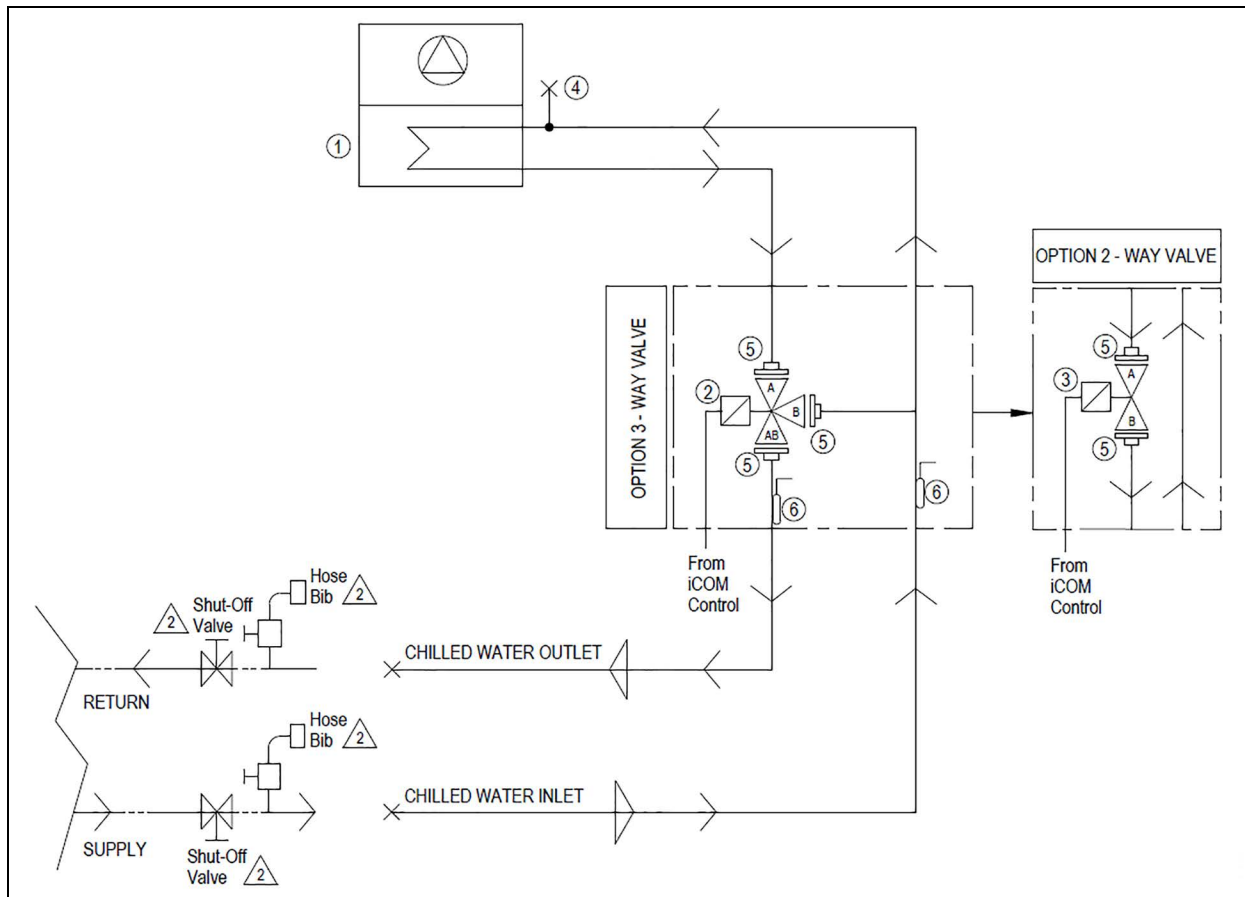 4
1
OPTION 2 - WAY VALVE
OPTION 3 - WAY VALVE
5
2
A
B
5
AB
5
6
6
From
iCOM
Control
5
3
A
B
5
From
iCOM
Control
Hose
Bib 2
2 Shut-Off
Valve
CHILLED WATER OUTLET
RETURN
Hose
Bib 2
CHILLED WATER INLET
SUPPLY
Shut-Off
Valve 2